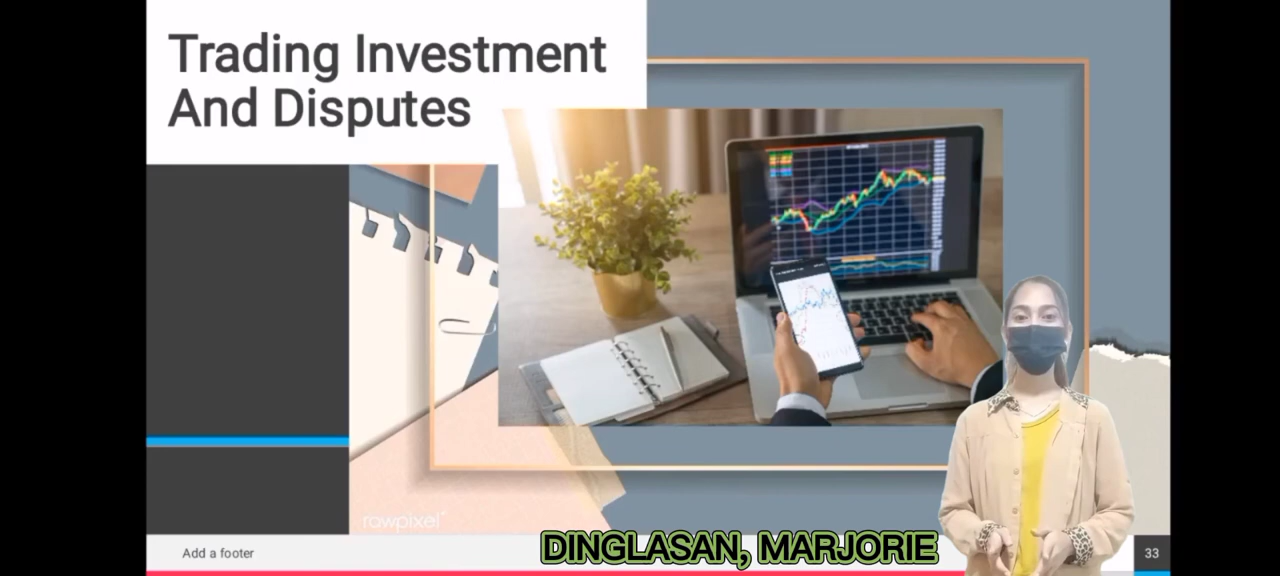 Trading Investment
And Disputes
rawpixel
Add a footer
DINGLASAN, MARJORIE
33